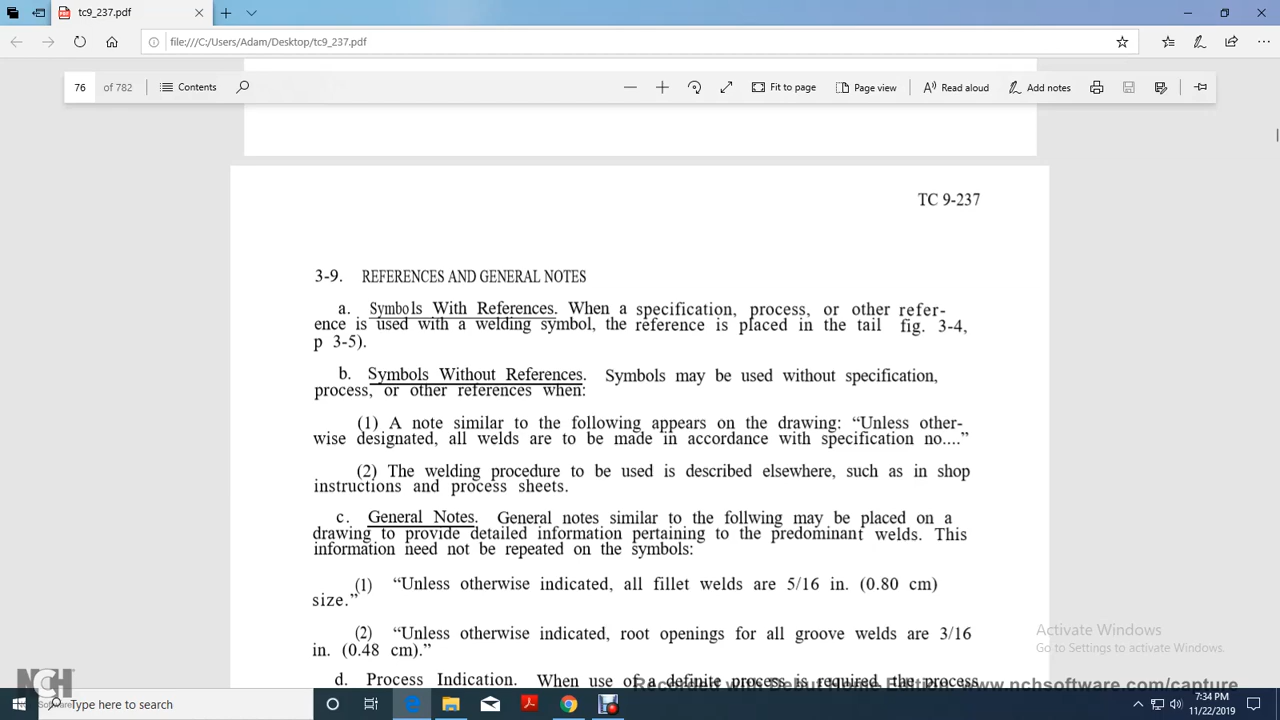 tc9_237.pdf
file:///C:/Users/Adam/Desktop/tc9_237.pdf
76 of 782 Contents Fit to page Page view Read aloud Add notes
TC 9-237
3-9. REFERENCES AND GENERAL NOTES
a. Symbols With References. When a specification, process, or other refer-
ence is used with a welding symbol, the reference is placed in the tail fig. 3-4,
p 3-5).
b. Symbols Without References. Symbols may be used without specification,
process, or other references when:
(1) A note similar to the following appears on the drawing: “Unless other-
wise designated, all welds are to be made in accordance with specification no....”
(2) The welding procedure to be used is described elsewhere, such as in shop
instructions and process sheets.
c. General Notes. General notes similar to the follwing may be placed on a
drawing to provide detailed information pertaining to the predominant welds. This
information need not be repeated on the symbols:
(1) “Unless otherwise indicated, all fillet welds are 5/16 in. (0.80 cm)
size.”
(2) “Unless otherwise indicated, root openings for all groove welds are 3/16
in. (0.48 cm).”
d. Process Indication. When use of a definite process is required the process
Activate Windows
Go to Settings to activate Windows.
NCH
Recorded with Debut Home Edition: www.nchsoftware.com/capture
Type here to search
7:34 PM
11/22/2019